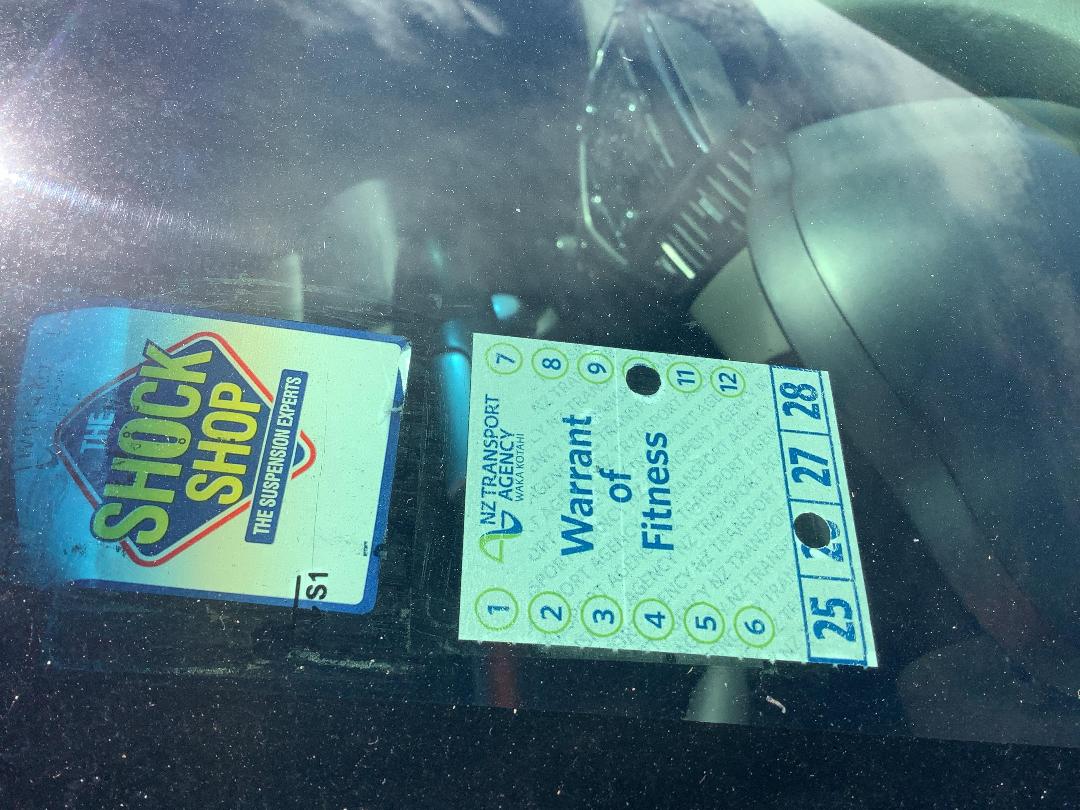 THE
SHOCK
SHOP
THE SUSPENSION EXPERTS
S1
NZ TRANSPORT
AGENCY
WAKA KOTAHI
Warrant
of
Fitness
1
2
3
4
5
6
7
8
9
11
12
25 27 28